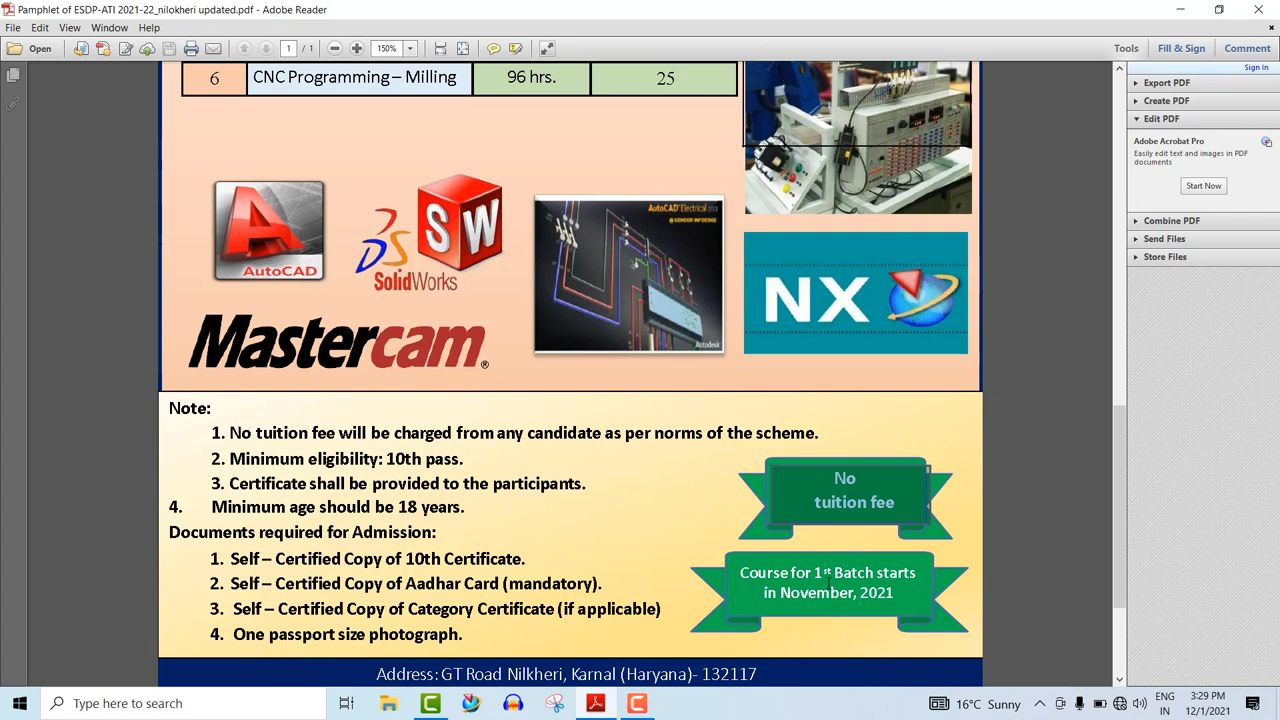 Pamphlet of ESDP-ATI 2021-22_nilokheri updated.pdf - Adobe Reader
File Edit View Window Help
Open 1 / 1 150% Tools Fill & Sign Comment
Sign In
Export PDF
Create PDF
Edit PDF
Adobe Acrobat Pro
Easily edit text and images in PDF
documents
Start Now
Combine PDF
Send Files
Store Files
6 CNC Programming – Milling 96 hrs. 25
AutoCAD
SW
SolidWorks
AutoCAD Electrical
Autodesk
NX
Mastercam®
Note:
1. No tuition fee will be charged from any candidate as per norms of the scheme.
2. Minimum eligibility: 10th pass.
3. Certificate shall be provided to the participants.
4. Minimum age should be 18 years.
Documents required for Admission:
1. Self – Certified Copy of 10th Certificate.
2. Self – Certified Copy of Aadhar Card (mandatory).
3. Self – Certified Copy of Category Certificate (if applicable)
4. One passport size photograph.
No
tuition fee
Course for 1st Batch starts
in November, 2021
Address: GT Road Nilkheri, Karnal (Haryana)- 132117
Type here to search
16°C Sunny
ENG
IN
3:29 PM
12/1/2021